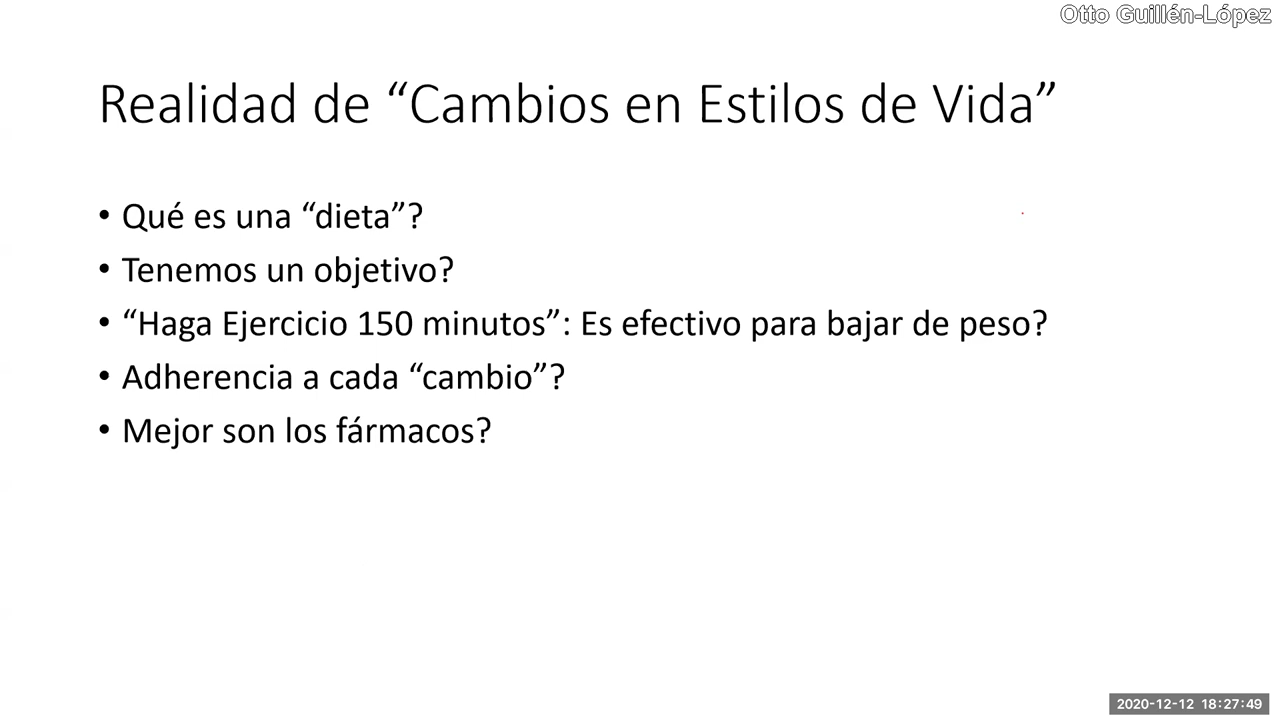 Otto Guillén-López
Realidad de “Cambios en Estilos de Vida”
• Qué es una “dieta”?
• Tenemos un objetivo?
• “Haga Ejercicio 150 minutos”: Es efectivo para bajar de peso?
• Adherencia a cada “cambio”?
• Mejor son los fármacos?
2020-12-12 18:27:49